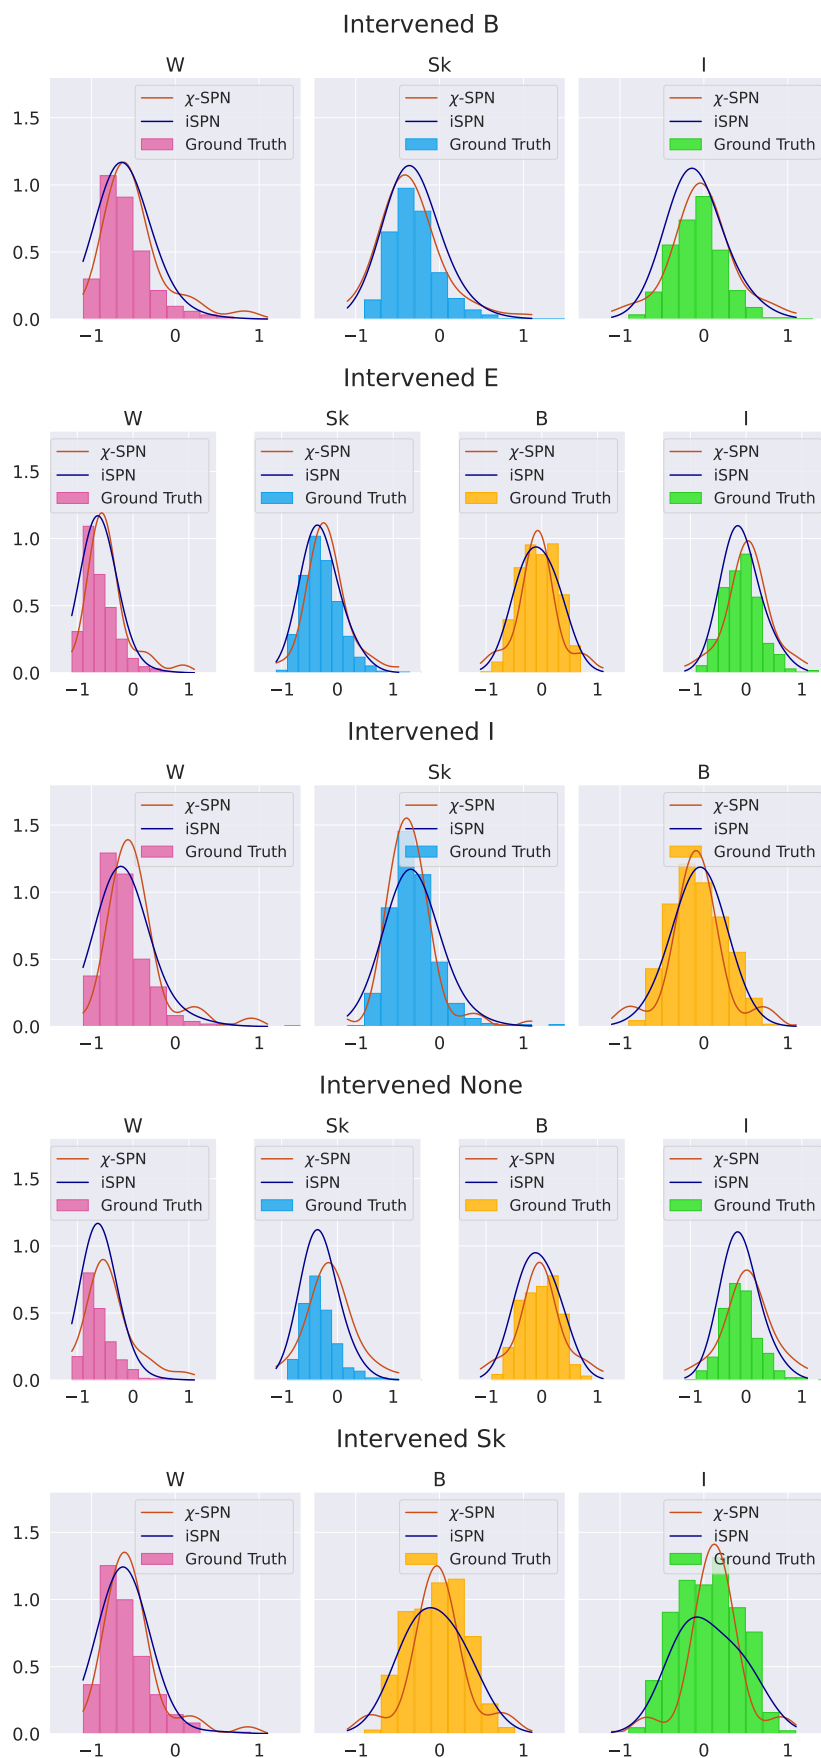 Intervened B
W Sk I
χ-SPN χ-SPN χ-SPN
1.5
iSPN iSPN iSPN
Ground Truth Ground Truth Ground Truth
1.0
0.5
0.0
−1 0 1 −1 0 1 −1 0 1
Intervened E
W Sk B I
χ-SPN χ-SPN χ-SPN χ-SPN
1.5
iSPN iSPN iSPN iSPN
Ground Truth Ground Truth Ground Truth Ground Truth
1.0
0.5
0.0
−1 0 1 −1 0 1 −1 0 1 −1 0 1
Intervened I
W Sk B
χ-SPN χ-SPN χ-SPN
1.5
iSPN iSPN iSPN
Ground Truth Ground Truth Ground Truth
1.0
0.5
0.0
−1 0 1 −1 0 1 −1 0 1
Intervened None
W Sk B I
χ-SPN χ-SPN χ-SPN χ-SPN
1.5
iSPN iSPN iSPN iSPN
Ground Truth Ground Truth Ground Truth Ground Truth
1.0
0.5
0.0
−1 0 1 −1 0 1 −1 0 1 −1 0 1
Intervened Sk
W B I
χ-SPN χ-SPN χ-SPN
1.5
iSPN iSPN iSPN
Ground Truth Ground Truth Ground Truth
1.0
0.5
0.0
−1 0 1 −1 0 1 −1 0 1